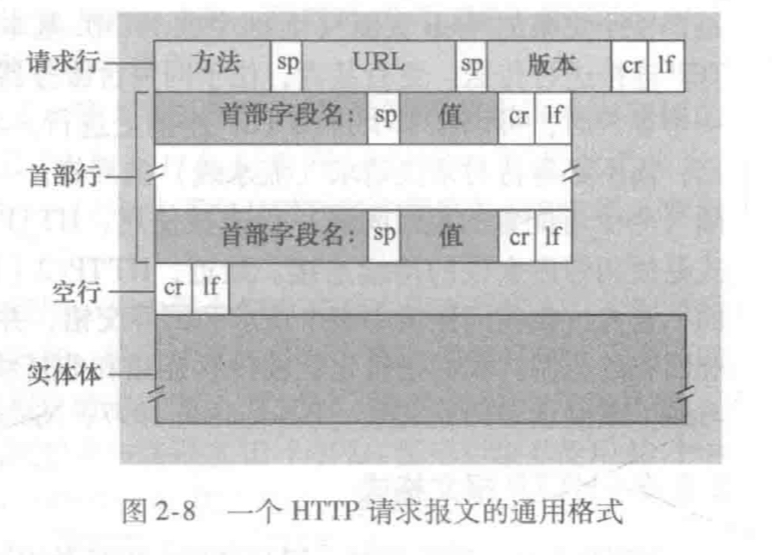 请求行 方法 sp URL sp 版本 cr lf
首部字段名: sp 值 cr lf
首部行
首部字段名: sp 值 cr lf
空行 cr lf
实体体
图 2-8 一个 HTTP 请求报文的通用格式